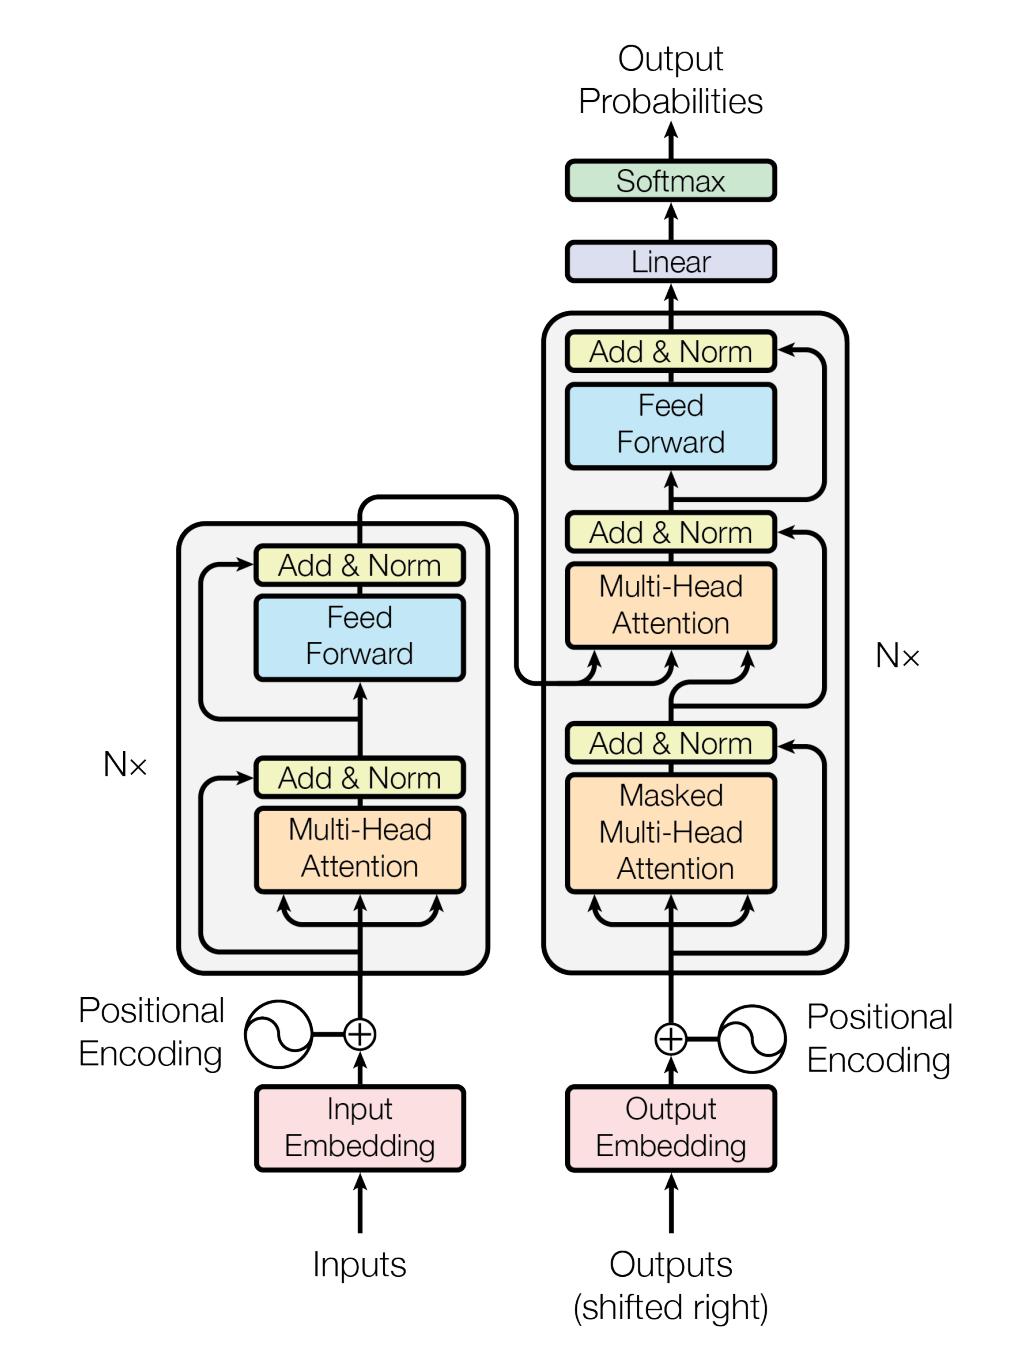 Output
Probabilities
Softmax
Linear
Add & Norm
Feed
Forward
Add & Norm
Multi-Head
Attention
Add & Norm
Masked
Multi-Head
Attention
N×
Add & Norm
Feed
Forward
Add & Norm
Multi-Head
Attention
N×
Positional
Encoding
Positional
Encoding
Input
Embedding
Output
Embedding
Inputs
Outputs
(shifted right)